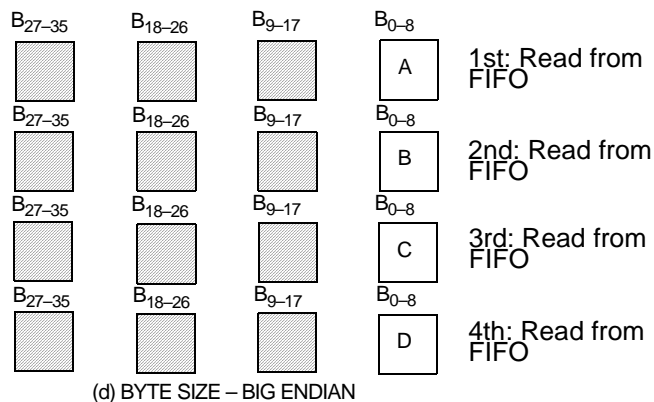 B27–35 B18–26 B9–17 B0–8
A 1st: Read from
FIFO
B27–35 B18–26 B9–17 B0–8
B 2nd: Read from
FIFO
B27–35 B18–26 B9–17 B0–8
C 3rd: Read from
FIFO
B27–35 B18–26 B9–17 B0–8
D 4th: Read from
FIFO
(d) BYTE SIZE – BIG ENDIAN